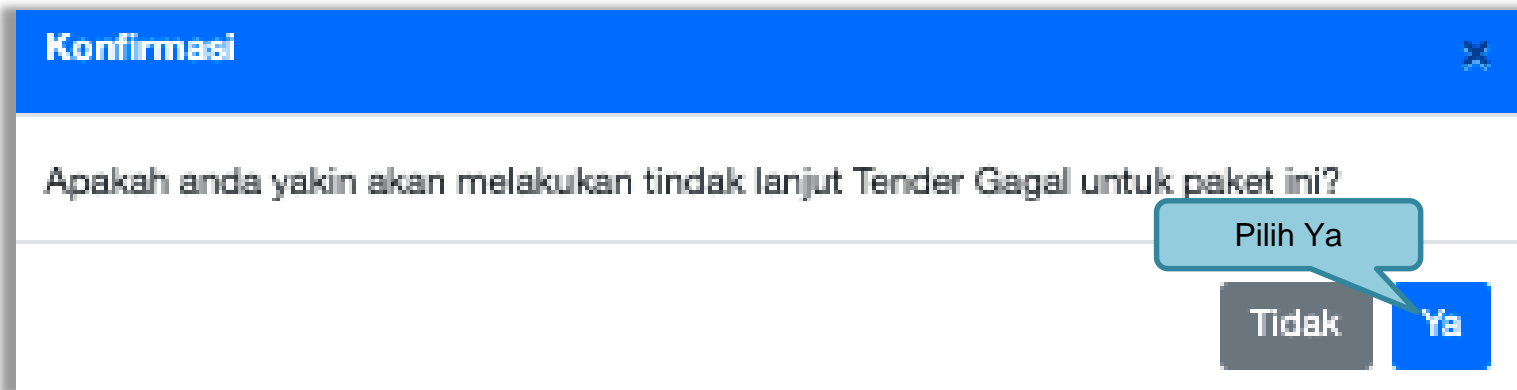 Konfirmasi
Apakah anda yakin akan melakukan tindak lanjut Tender Gagal untuk paket ini?
Pilih Ya
Tidak
Ya